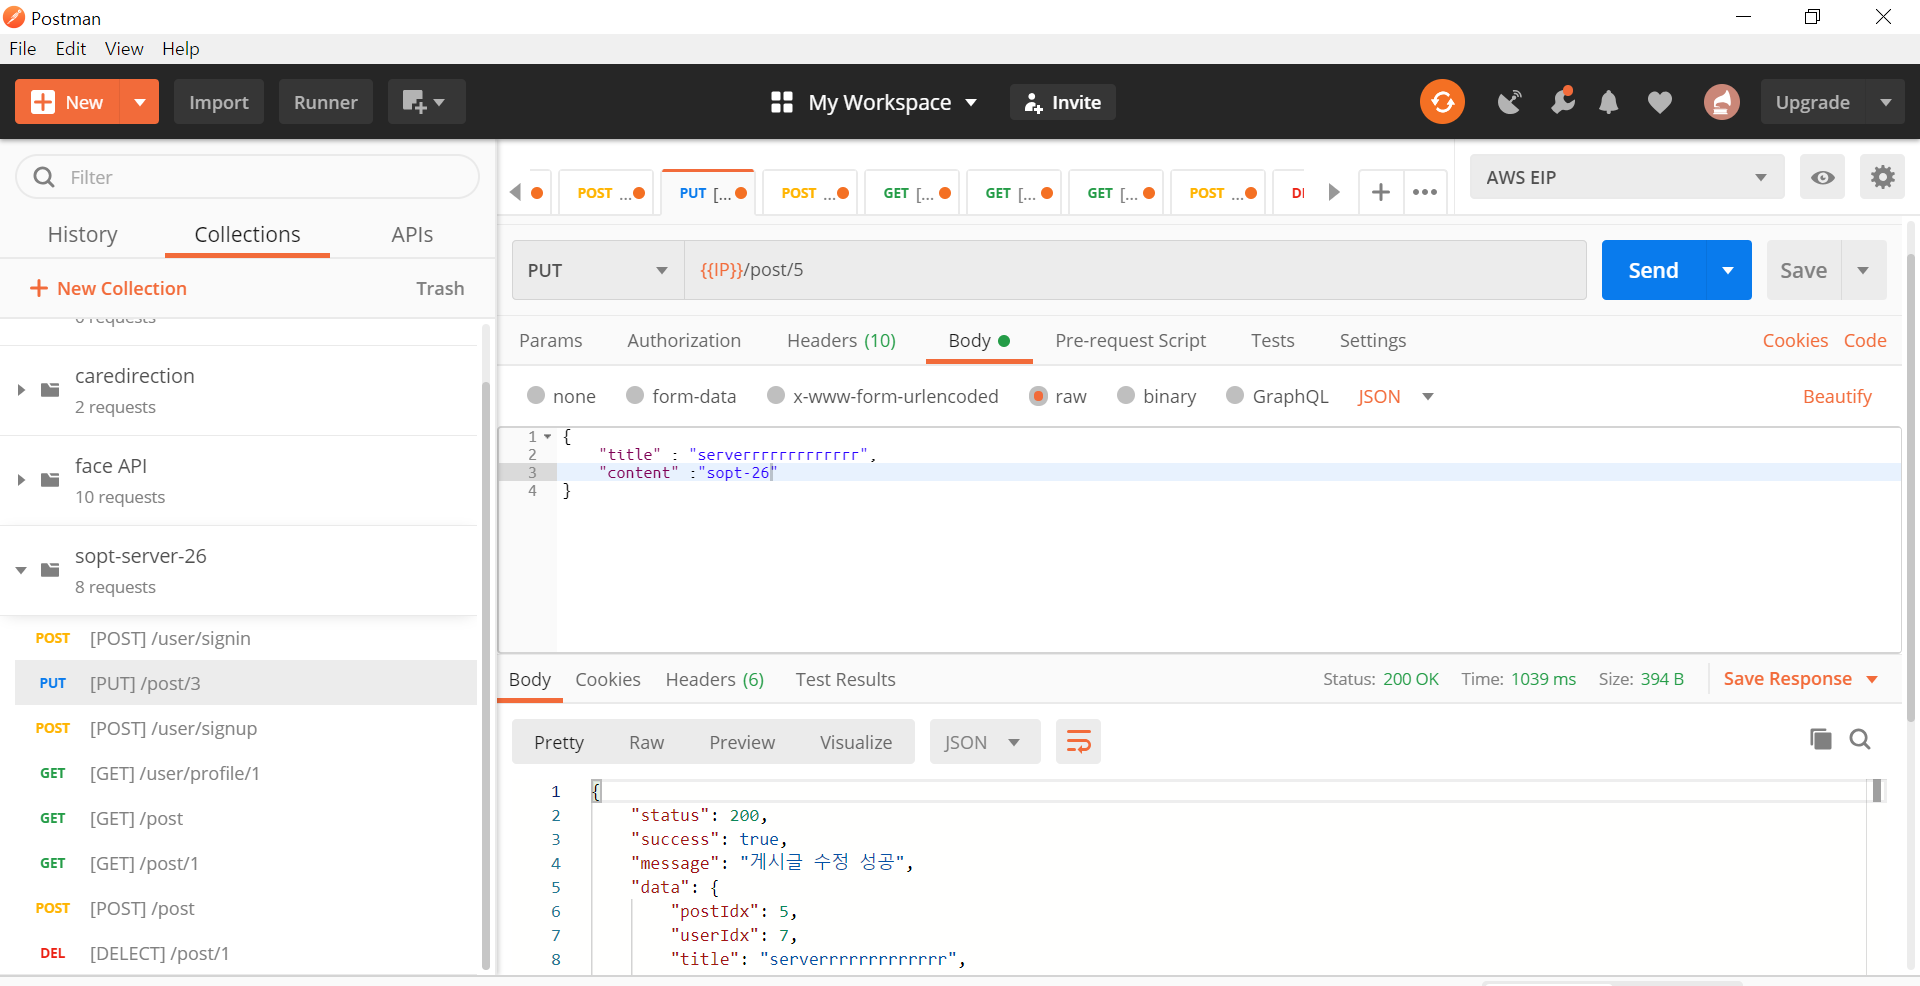 Postman
File Edit View Help
New Import Runner My Workspace Invite Upgrade
Filter
History Collections APIs
New Collection Trash
caredirection
2 requests
face API
10 requests
sopt-server-26
8 requests
POST [POST] /user/signin
PUT [PUT] /post/3
POST [POST] /user/signup
GET [GET] /user/profile/1
GET [GET] /post
GET [GET] /post/1
POST [POST] /post
DEL [DELECT] /post/1
POST ... PUT [... POST ... GET [... GET [... GET [... POST ... AWS EIP
PUT {{IP}}/post/5 Send Save
Params Authorization Headers (10) Body Pre-request Script Tests Settings Cookies Code
none form-data x-www-form-urlencoded raw binary GraphQL JSON Beautify
1 {
2 "title" : "serverrrrrrrrrrrrrr",
3 "content" :"sopt-26"
4 }
Body Cookies Headers (6) Test Results Status: 200 OK Time: 1039 ms Size: 394 B Save Response
Pretty Raw Preview Visualize JSON
1 {
2 "status": 200,
3 "success": true,
4 "message": "게시글 수정 성공",
5 "data": {
6 "postIdx": 5,
7 "userIdx": 7,
8 "title": "serverrrrrrrrrrrrrr",